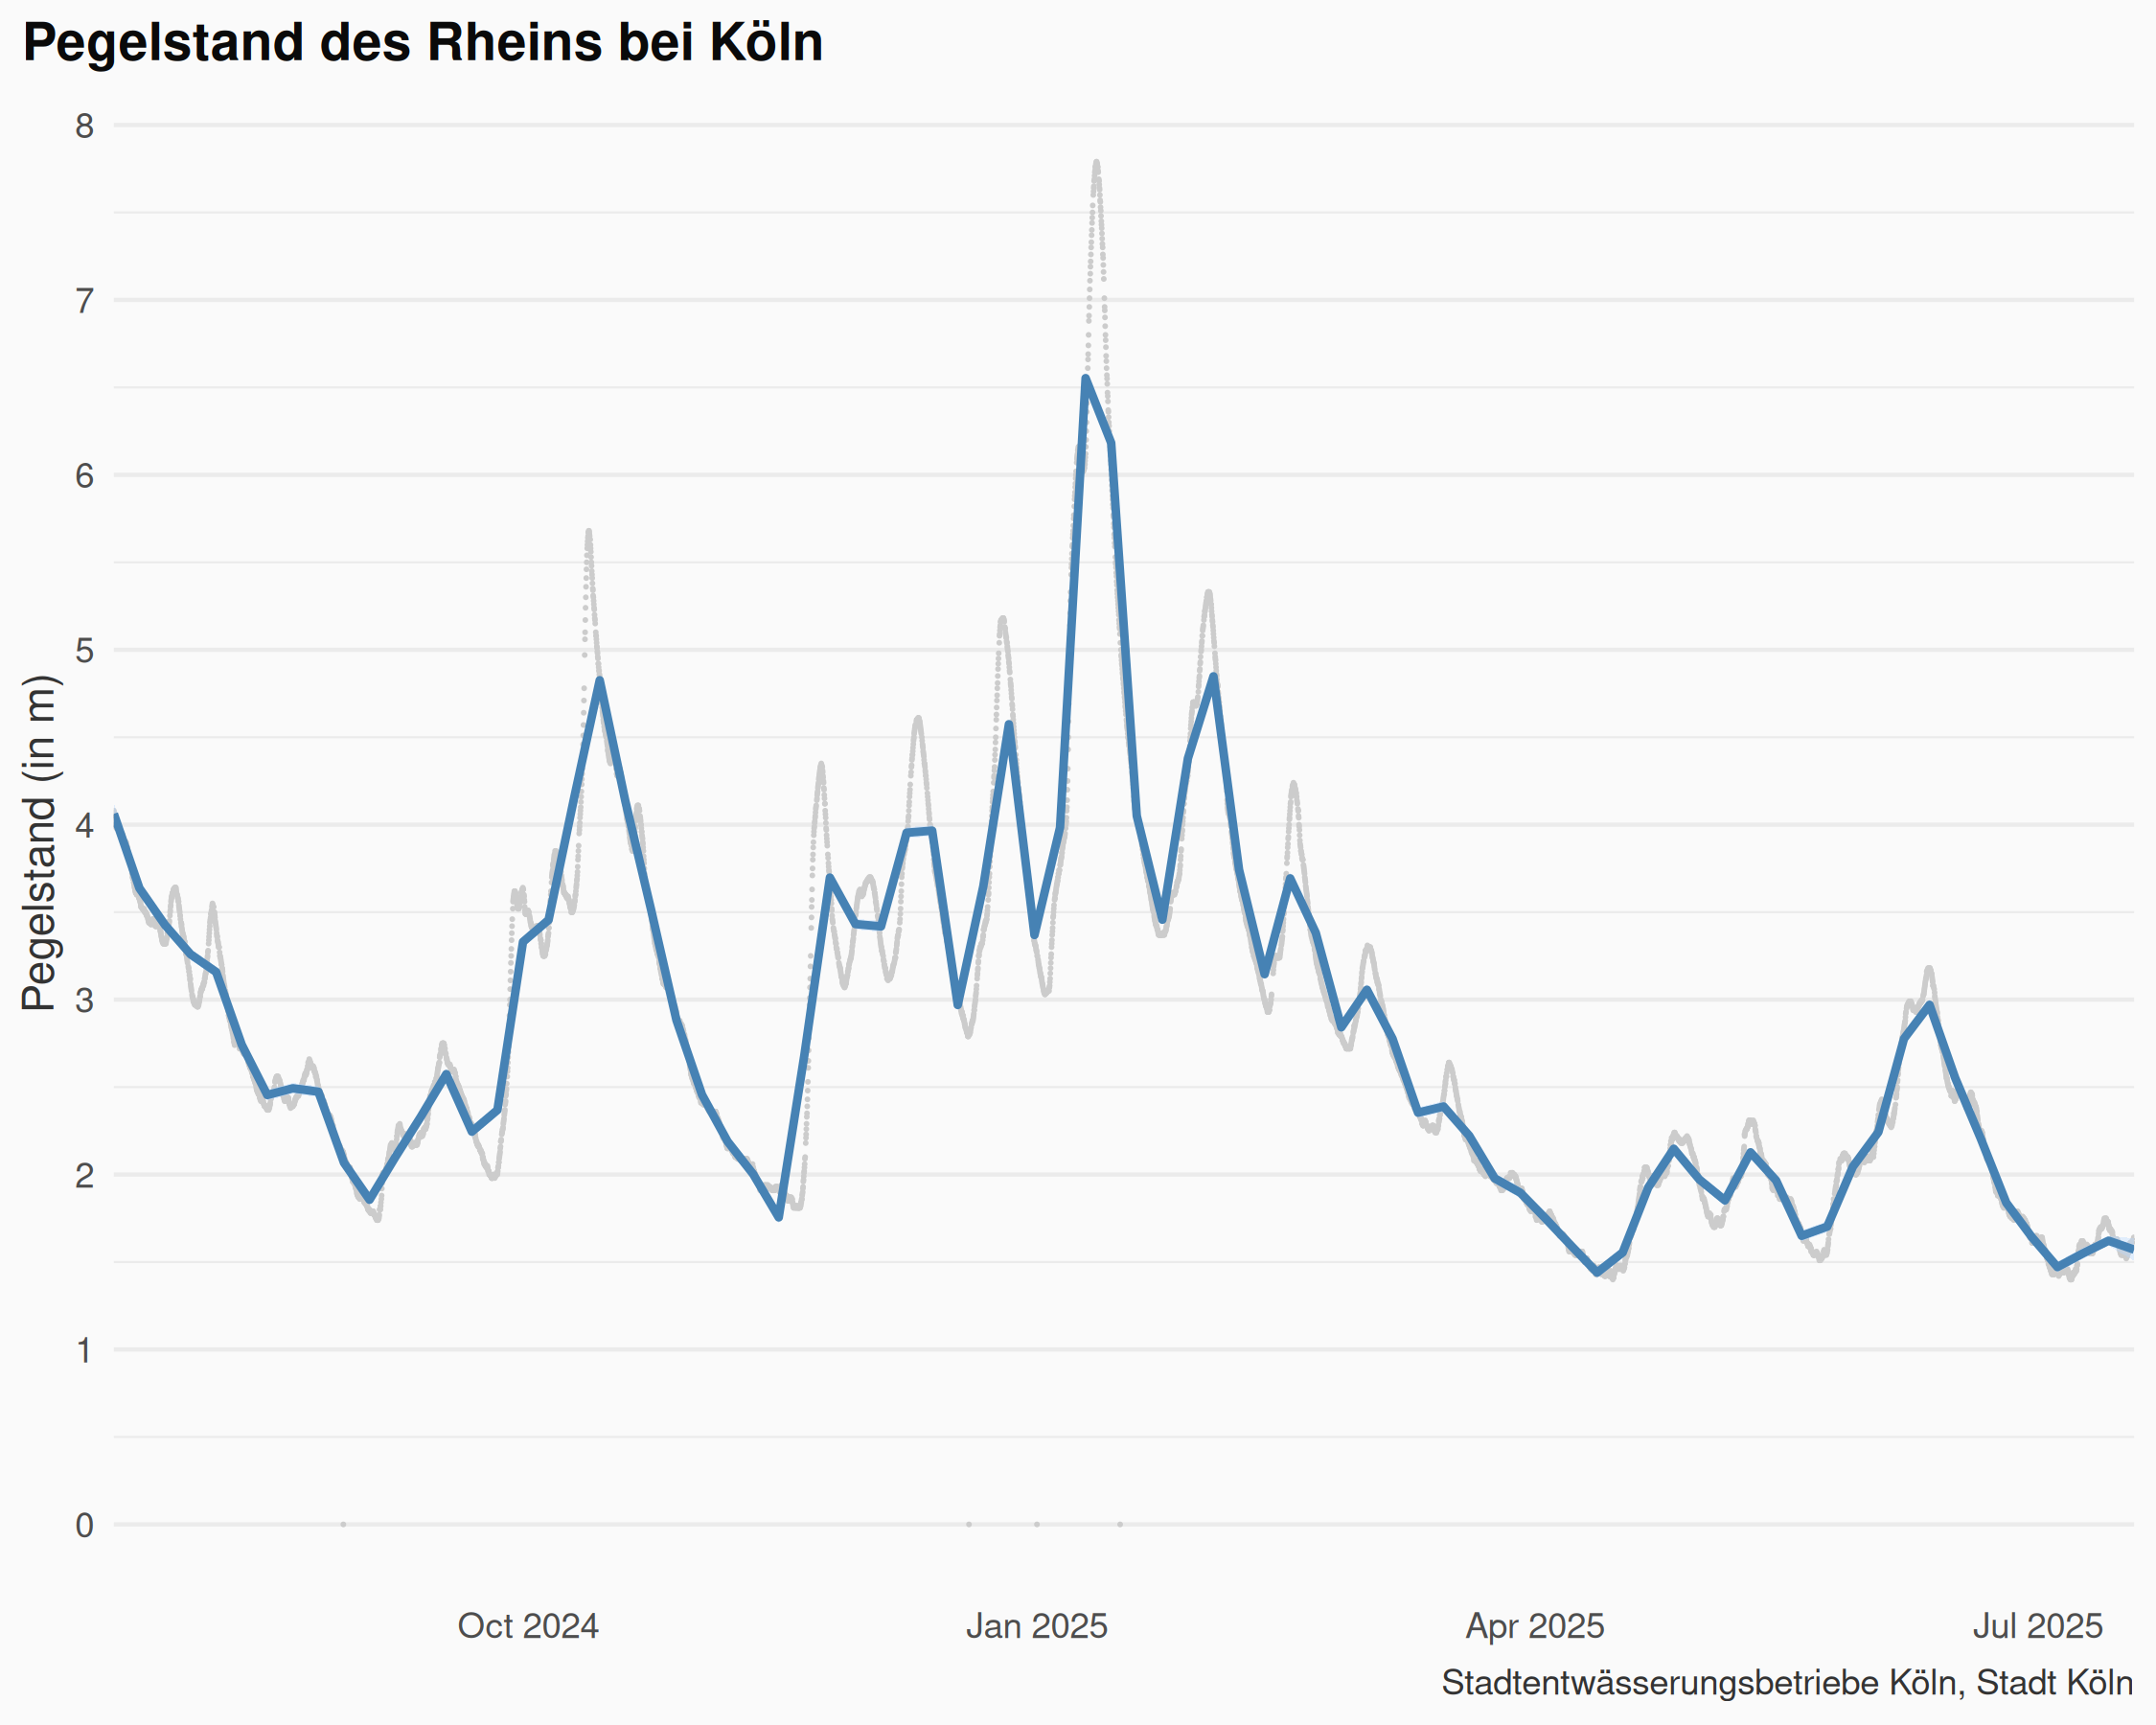 Pegelstand des Rheins bei Köln
Pegelstand (in m)
8
7
6
5
4
3
2
1
0
Oct 2024 Jan 2025 Apr 2025 Jul 2025
Stadtentwässerungsbetriebe Köln, Stadt Köln